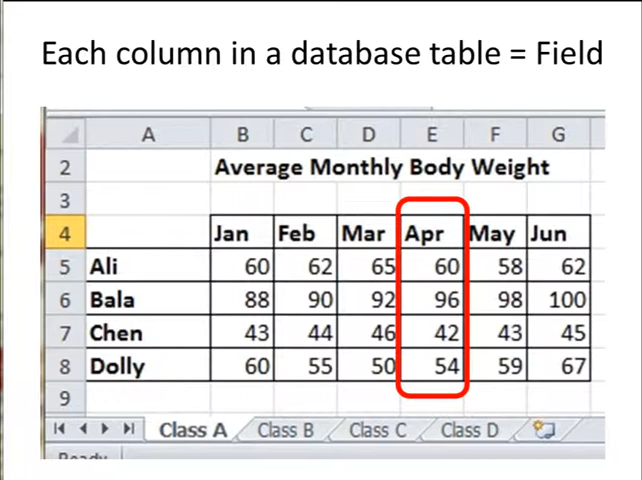 Each column in a database table = Field
A B C D E F G
2 Average Monthly Body Weight
3
4 Jan Feb Mar Apr May Jun
5 Ali 60 62 65 60 58 62
6 Bala 88 90 92 96 98 100
7 Chen 43 44 46 42 43 45
8 Dolly 60 55 50 54 59 67
9
Class A Class B Class C Class D